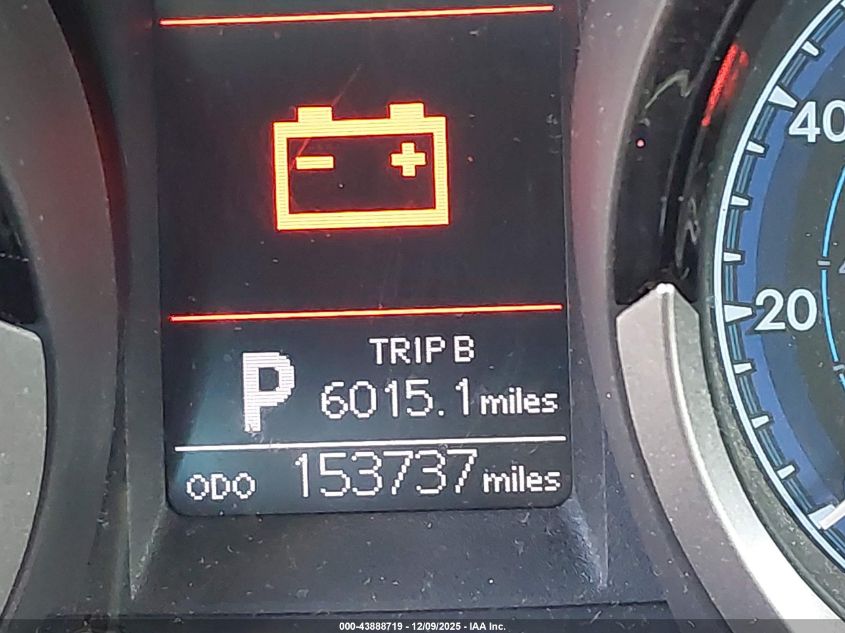 40
20
TRIP B
P 6015.1 miles
ODO 153737 miles
000-43888719 - 12/09/2025 - IAA Inc.